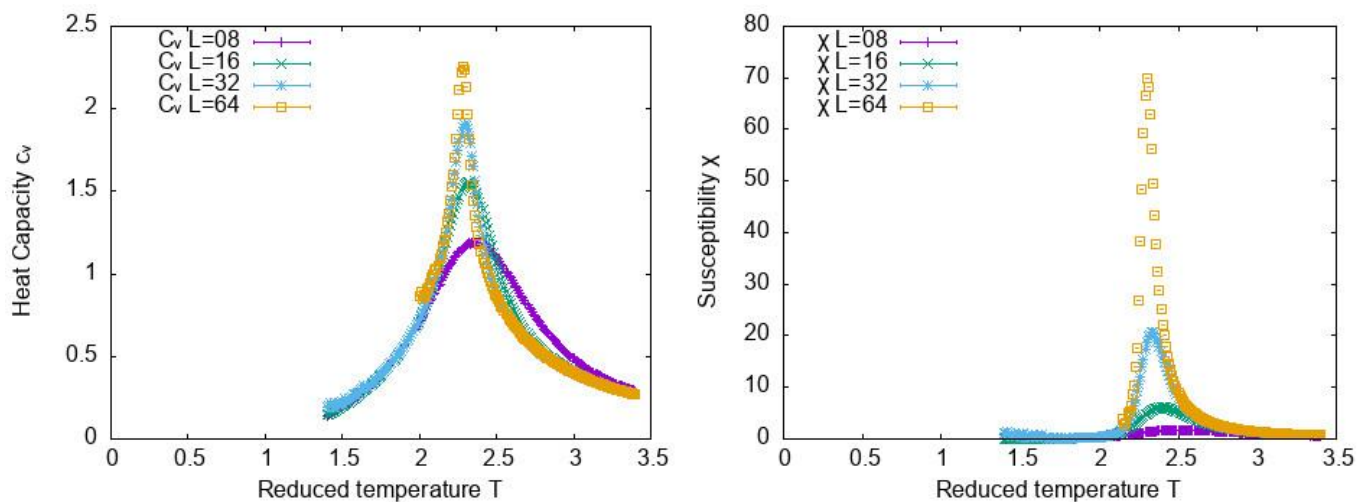 2.5
2
1.5
1
0.5
0
Heat Capacity cᵥ
Cᵥ L=08
Cᵥ L=16
Cᵥ L=32
Cᵥ L=64
0 0.5 1 1.5 2 2.5 3 3.5
Reduced temperature T
80
70
60
50
40
30
20
10
0
Susceptibility χ
χ L=08
χ L=16
χ L=32
χ L=64
0 0.5 1 1.5 2 2.5 3 3.5
Reduced temperature T